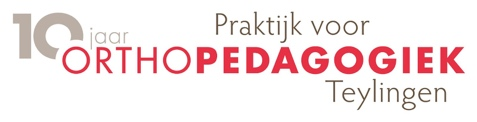 10 jaar
Praktijk voor
ORTHOPEDAGOGIEK
Teylingen